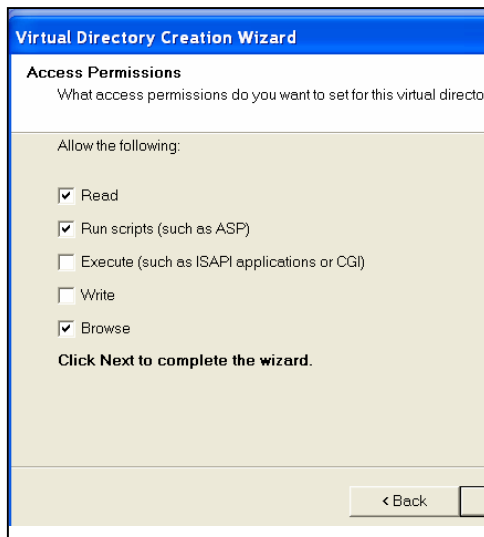 Virtual Directory Creation Wizard
Access Permissions
What access permissions do you want to set for this virtual directo
Allow the following:
Read
Run scripts (such as ASP)
Execute (such as ISAPI applications or CGI)
Write
Browse
Click Next to complete the wizard.
< Back